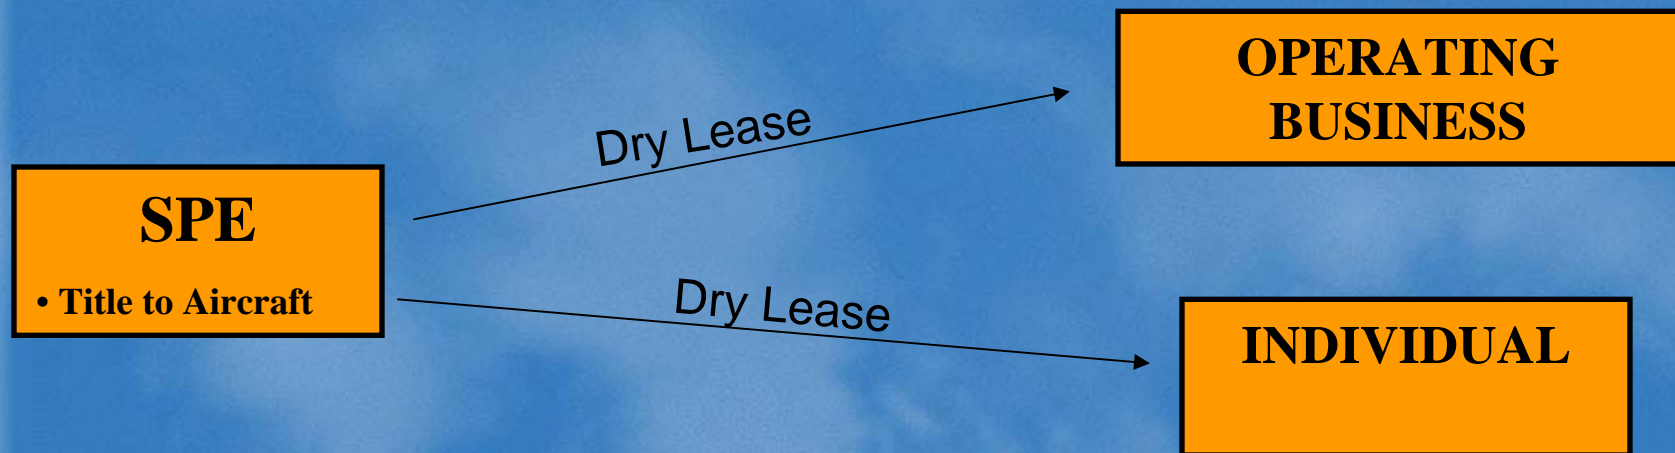 OPERATING
BUSINESS
Dry Lease
SPE
• Title to Aircraft
Dry Lease
INDIVIDUAL